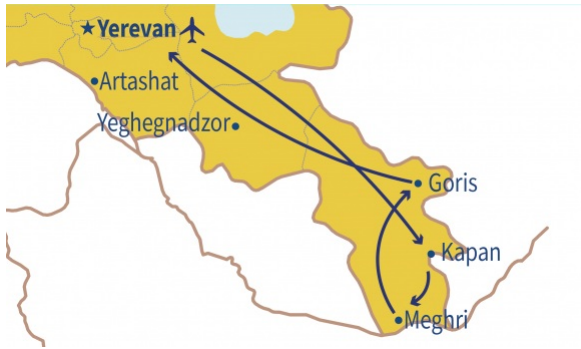 Yerevan
Artashat
Yeghegnadzor
Goris
Kapan
Meghri